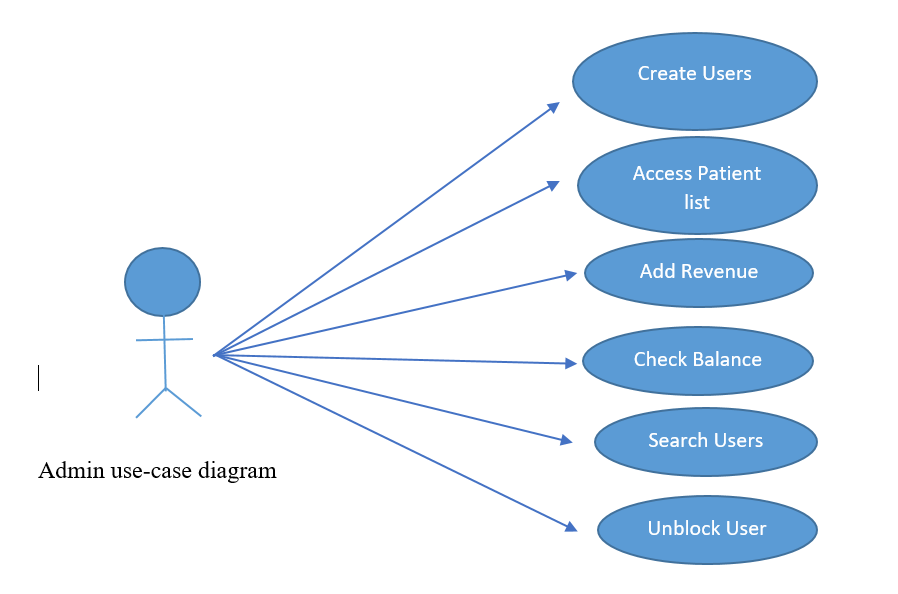 Create Users
Access Patient
list
Add Revenue
Check Balance
Search Users
Admin use-case diagram
Unblock User